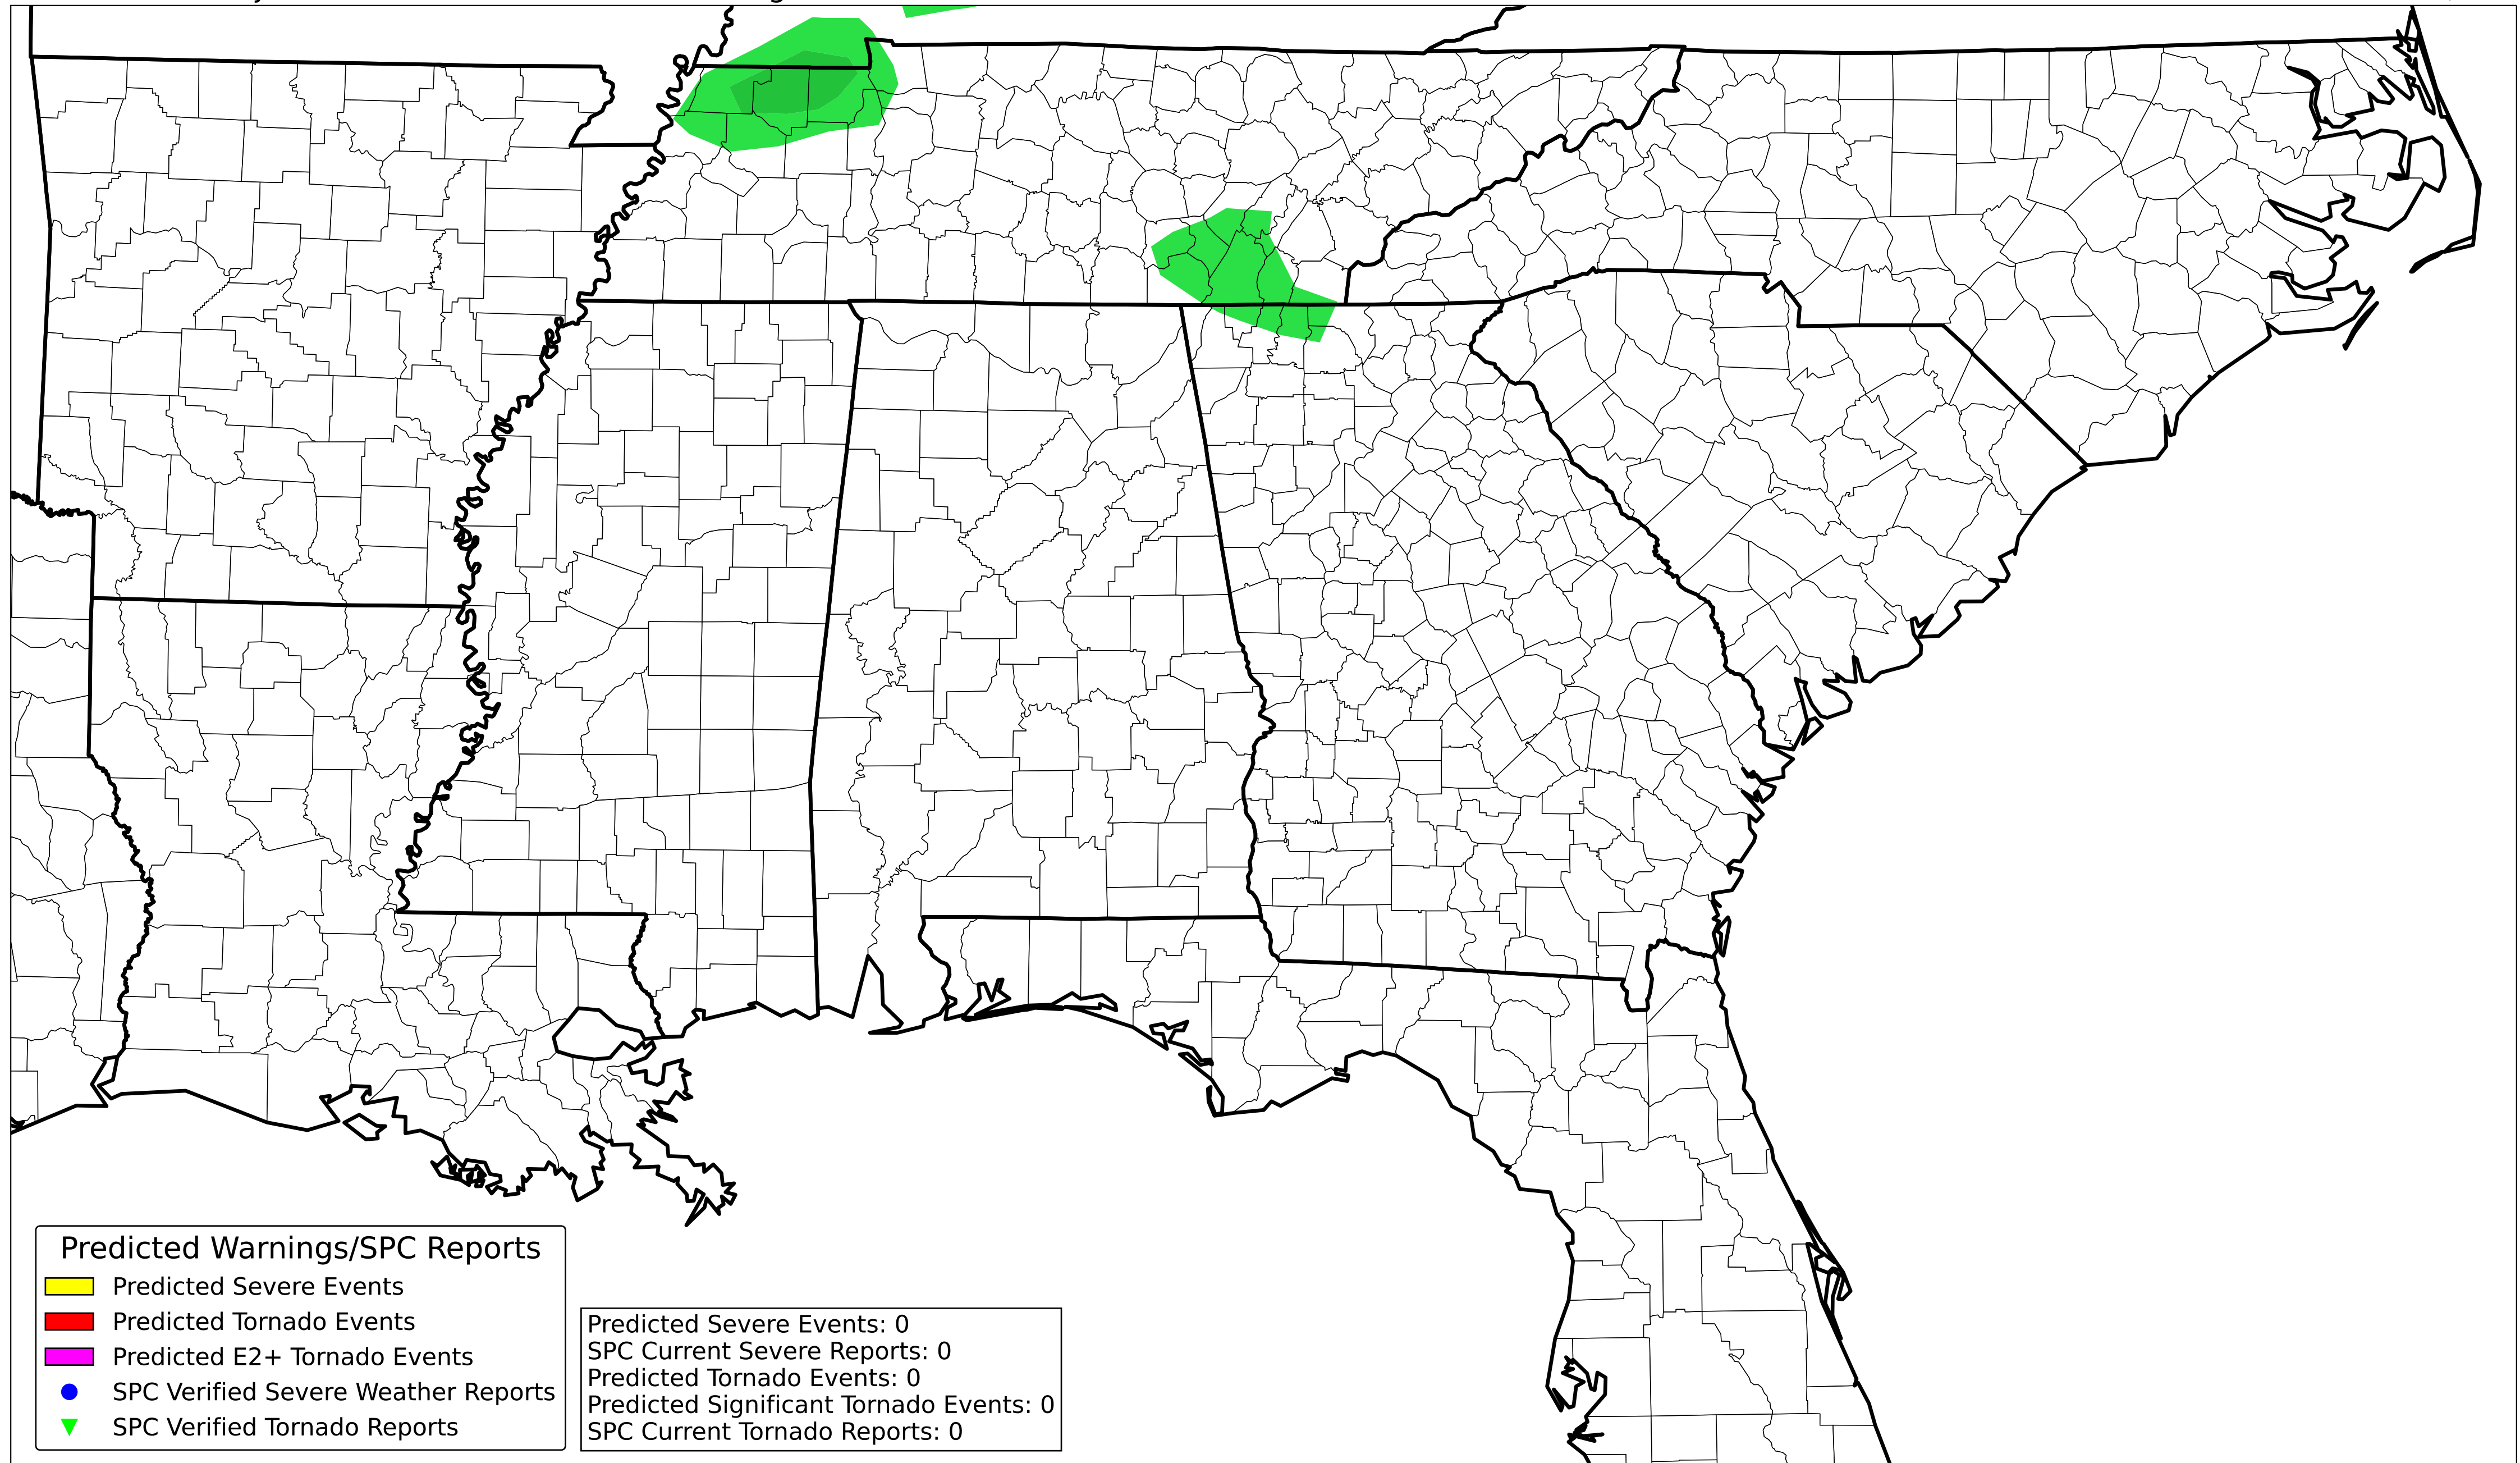 Predicted Warnings/SPC Reports
Predicted Severe Events
Predicted Tornado Events
Predicted E2+ Tornado Events
SPC Verified Severe Weather Reports
SPC Verified Tornado Reports
Predicted Severe Events: 0
SPC Current Severe Reports: 0
Predicted Tornado Events: 0
Predicted Significant Tornado Events: 0
SPC Current Tornado Reports: 0